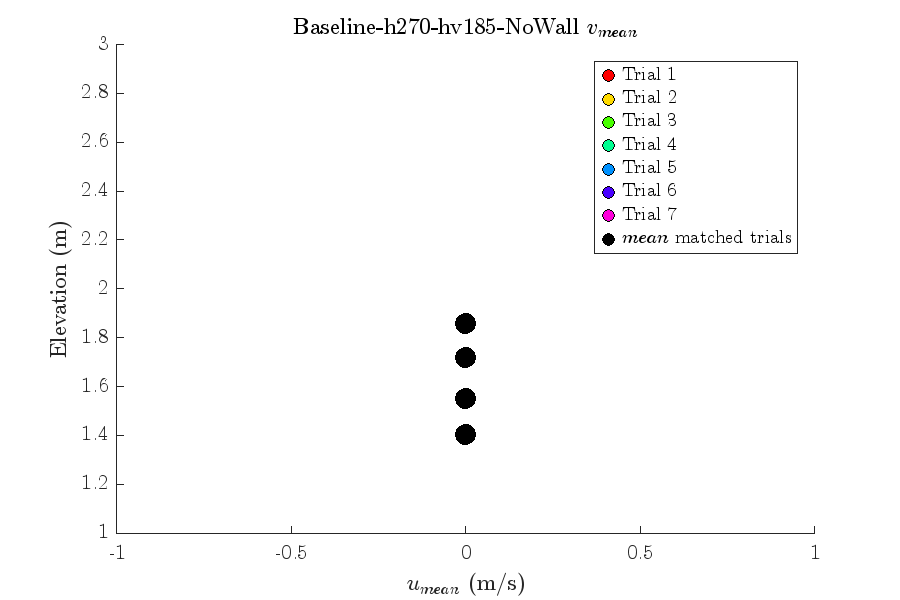 Baseline-h270-hv185-NoWall v_mean
3
2.8
2.6
2.4
2.2
2
1.8
1.6
1.4
1.2
1
Elevation (m)
Trial 1
Trial 2
Trial 3
Trial 4
Trial 5
Trial 6
Trial 7
mean matched trials
-1
-0.5
0
0.5
1
u_mean (m/s)